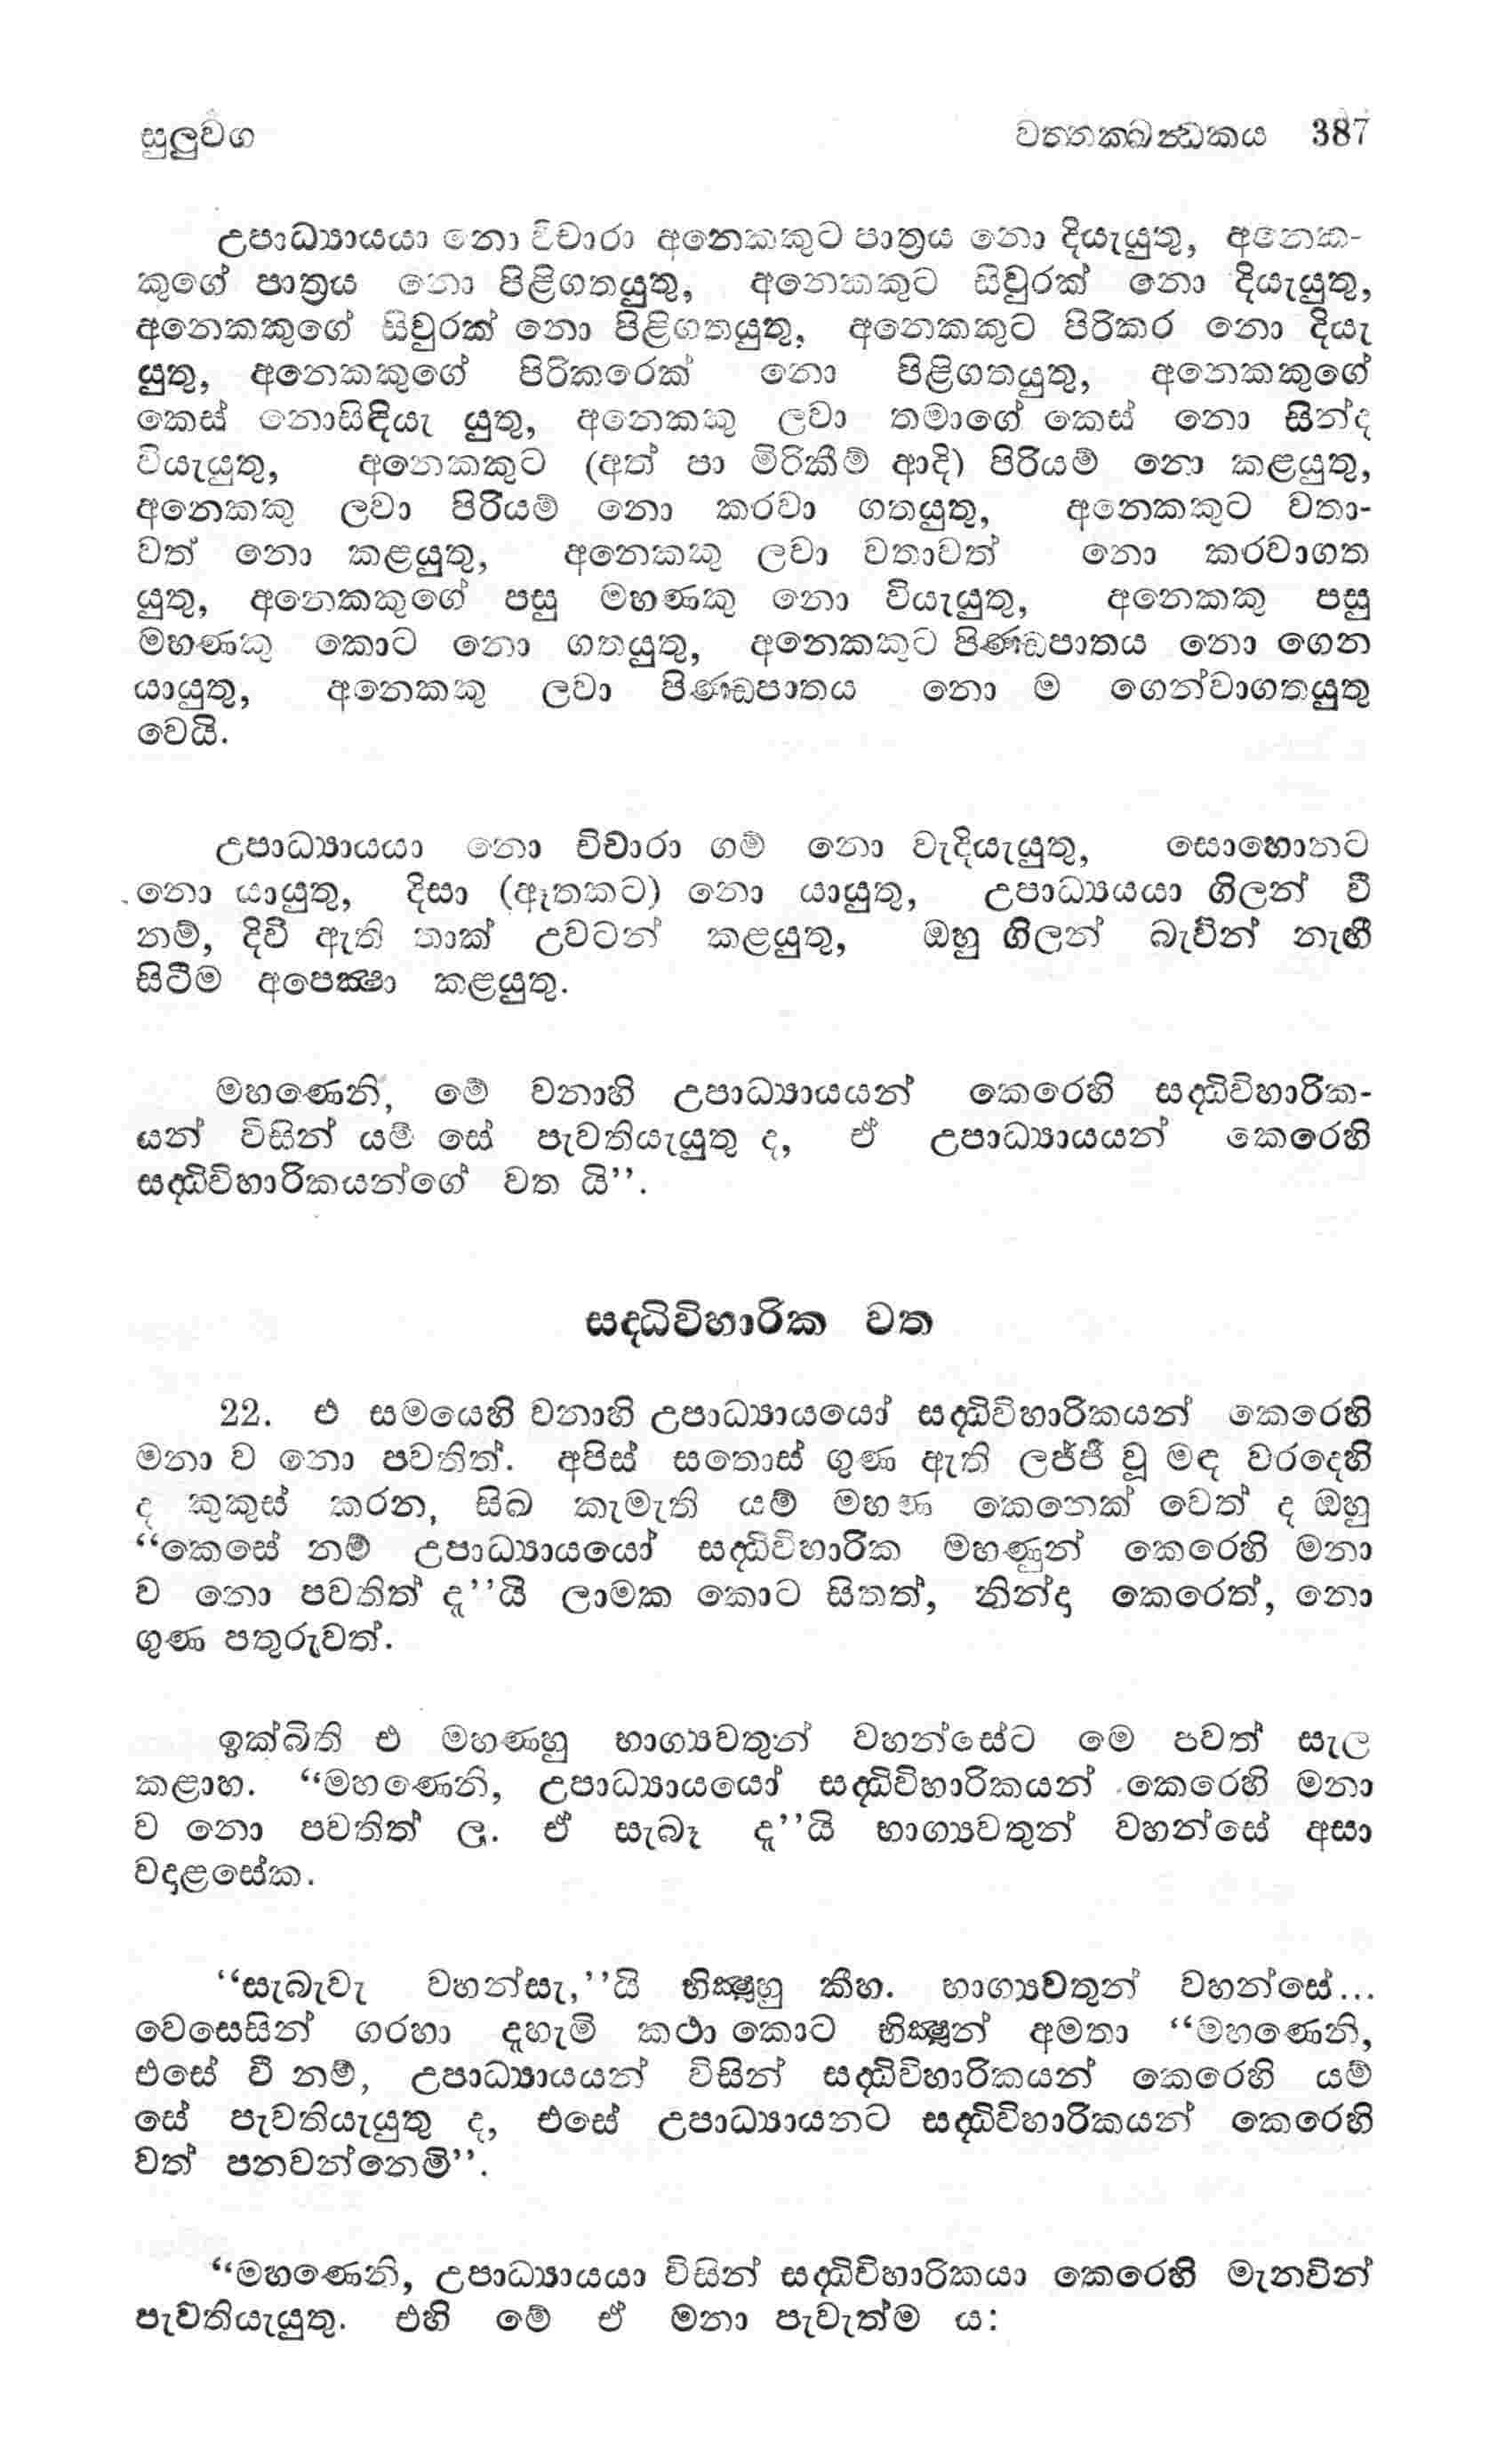 සුලුවග වත්තක්ඛන්ධකය 387
උපාධ්‍යායයා නො විචාරා අනෙකකුට පාත්‍රය නො දියැයුතු, අනෙක-
කුගේ පාත්‍රය නො පිළිගතයුතු, අනෙකකුට සිවුරක් නො දියැයුතු,
අනෙකකුගේ සිවුරක් නො පිළිගතයුතු, අනෙකකුට පිරිකර නො දියැ
යුතු, අනෙකකුගේ පිරිකරෙක් නො පිළිගතයුතු, අනෙකකුගේ
කෙස් නොසිඳියැ යුතු, අනෙකකු ලවා තමාගේ කෙස් නො සින්ද
වියැයුතු, අනෙකකුට (අත් පා මිරිකීම් ආදි) පිරියම් නො කළයුතු,
අනෙකකු ලවා පිරියම් නො කරවා ගතයුතු, අනෙකකුට වතා-
වත් නො කළයුතු, අනෙකකු ලවා වතාවත් නො කරවාගත
යුතු, අනෙකකුගේ පසු මහණකු නො වියැයුතු, අනෙකකු පසු
මහණකු කොට නො ගතයුතු, අනෙකකුට පිණ්ඩපාතය නො ගෙන
යායුතු, අනෙකකු ලවා පිණ්ඩපාතය නො ම ගෙන්වාගතයුතු
වෙයි.
උපාධ්‍යායයා නො විචාරා ගම් නො වැදියැයුතු, සොහොනට
නො යායුතු, දිසා (ඈතකට) නො යායුතු, උපාධ්‍යයයා ගිලන් වී
නම්, දිවි ඇති තාක් උවටන් කළයුතු, ඔහු ගිලන් බැවින් නැඟී
සිටීම අපෙක්‍ෂා කළයුතු.
මහණෙනි, මේ වනාහි උපාධ්‍යායයන් කෙරෙහි සද්ධිවිහාරික-
යන් විසින් යම් සේ පැවතියැයුතු ද, ඒ උපාධ්‍යායයන් කෙරෙහි
සද්ධිවිහාරිකයන්ගේ වත යි”.
සද්ධිවිහාරික වත
22. එ සමයෙහි වනාහි උපාධ්‍යායයෝ සද්ධිවිහාරිකයන් කෙරෙහි
මනා ව නො පවතිත්. අපිස් සතොස් ගුණ ඇති ලජ්ජී වූ මඳ වරදෙහි
ද කුකුස් කරන, සිඛ කැමැති යම් මහණ කෙනෙක් වෙත් ද ඔහු
“කෙසේ නම් උපාධ්‍යායයෝ සද්ධිවිහාරික මහණුන් කෙරෙහි මනා
ව නො පවතිත් දැ’’යි ලාමක කොට සිතත්, නින්දා කෙරෙත්, නො
ගුණ පතුරුවත්.
ඉක්බිති එ මහණහු භාග්‍යවතුන් වහන්සේට මෙ පවත් සැල
කළාහ. “මහණෙනි, උපාධ්‍යායයෝ සද්ධිවිහාරිකයන් කෙරෙහි මනා
ව නො පවතිත් ලු. ඒ සැබෑ දැ’’යි භාග්‍යවතුන් වහන්සේ අසා
වදාළසේක.
‘‘සැබැවැ වහන්සැ,’’යි භික්‍ෂූහු කීහ. භාග්‍යවතුන් වහන්සේ...
වෙසෙසින් ගරහා දැහැමි කථා කොට භික්‍ෂූන් අමතා “මහණෙනි,
එසේ වී නම්, උපාධ්‍යායයන් විසින් සද්ධිවිහාරිකයන් කෙරෙහි යම්
සේ පැවතියැයුතු ද, එසේ උපාධ්‍යායනට සද්ධිවිහාරිකයන් කෙරෙහි
වත් පනවන්නෙමි”.
“මහණෙනි, උපාධ්‍යායයා විසින් සද්ධිවිහාරිකයා කෙරෙහි මැනවින්
පැවතියැයුතු. එහි මේ ඒ මනා පැවැත්ම ය: